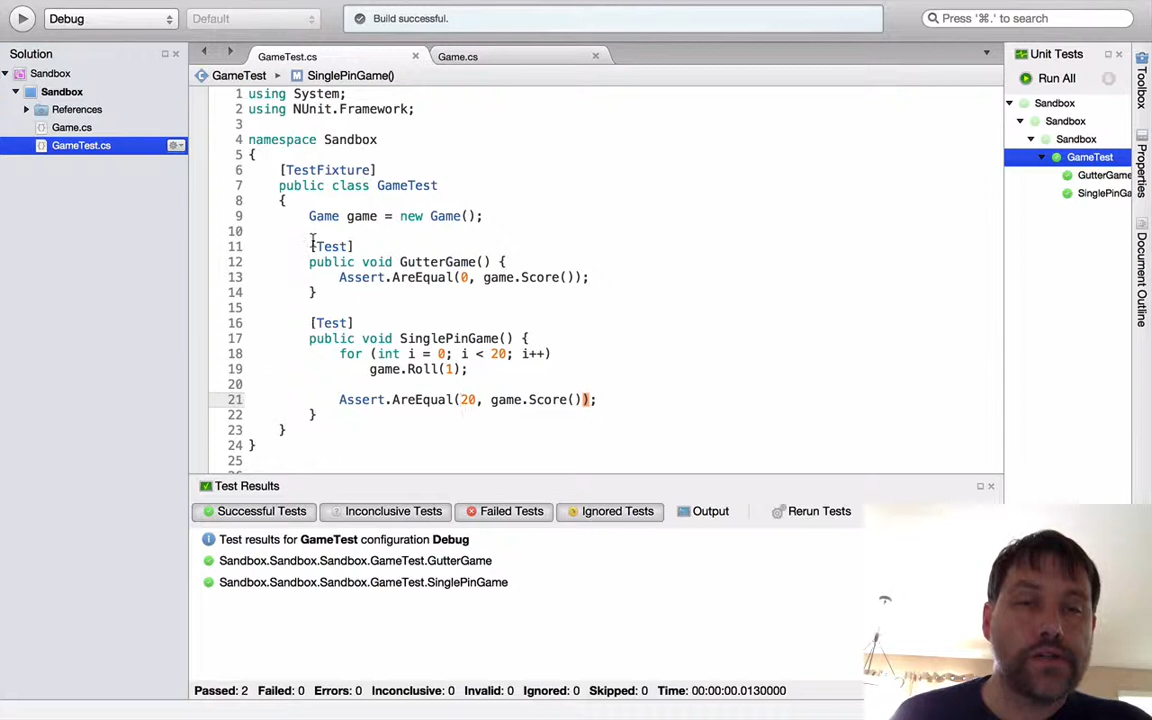 Debug
Default
Build successful.
Press '⌘.' to search
Solution
Sandbox
Sandbox
References
Game.cs
GameTest.cs
GameTest.cs
Game.cs
GameTest
SinglePinGame()
1 using System;
2 using NUnit.Framework;
3
4 namespace Sandbox
5 {
6 [TestFixture]
7 public class GameTest
8 {
9 Game game = new Game();
10
11 [Test]
12 public void GutterGame() {
13 Assert.AreEqual(0, game.Score());
14 }
15
16 [Test]
17 public void SinglePinGame() {
18 for (int i = 0; i < 20; i++)
19 game.Roll(1);
20
21 Assert.AreEqual(20, game.Score());
22 }
23 }
24 }
25
Unit Tests
Run All
Sandbox
Sandbox
Sandbox
GameTest
GutterGame
SinglePinGa
Toolbox
Properties
Document Outline
Test Results
Successful Tests
Inconclusive Tests
Failed Tests
Ignored Tests
Output
Rerun Tests
Test results for GameTest configuration Debug
Sandbox.Sandbox.Sandbox.GameTest.GutterGame
Sandbox.Sandbox.Sandbox.GameTest.SinglePinGame
Passed: 2 Failed: 0 Errors: 0 Inconclusive: 0 Invalid: 0 Ignored: 0 Skipped: 0 Time: 00:00:00.0130000